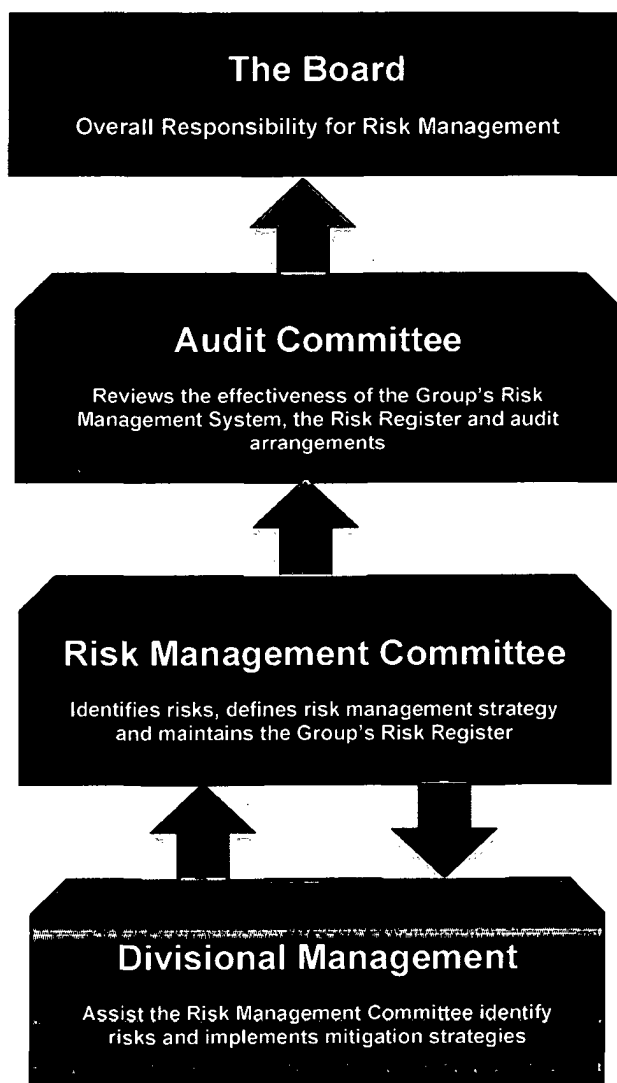 The Board
Overall Responsibility for Risk Management
Audit Committee
Reviews the effectiveness of the Group's Risk
Management System, the Risk Register and audit
arrangements
Risk Management Committee
Identifies risks, defines risk management strategy
and maintains the Group's Risk Register
Divisional Management
Assist the Risk Management Committee identify
risks and implements mitigation strategies